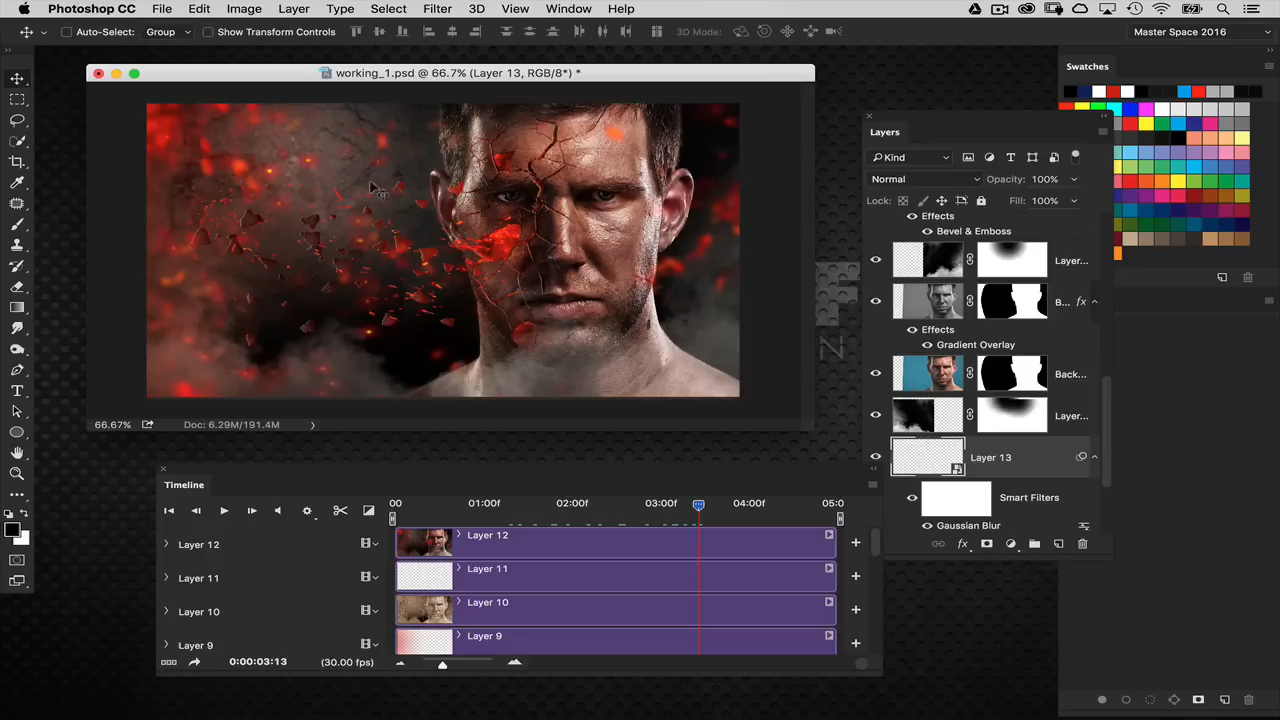 Photoshop CC File Edit Image Layer Type Select Filter 3D View Window Help
Auto-Select: Group Show Transform Controls 3D Mode: Master Space 2016
working_1.psd @ 66.7% (Layer 13, RGB/8*) *
Swatches
Layers
Kind
Normal Opacity: 100%
Lock: Fill: 100%
Effects
Bevel & Emboss
Layer...
B... fx
Effects
Gradient Overlay
Back...
Layer...
Layer 13
Smart Filters
Gaussian Blur
fx
66.67% Doc: 6.29M/191.4M
Timeline
00 01:00f 02:00f 03:00f 04:00f 05:0
Layer 12 Layer 12
Layer 11 Layer 11
Layer 10 Layer 10
Layer 9 Layer 9
0:00:03:13 (30.00 fps)